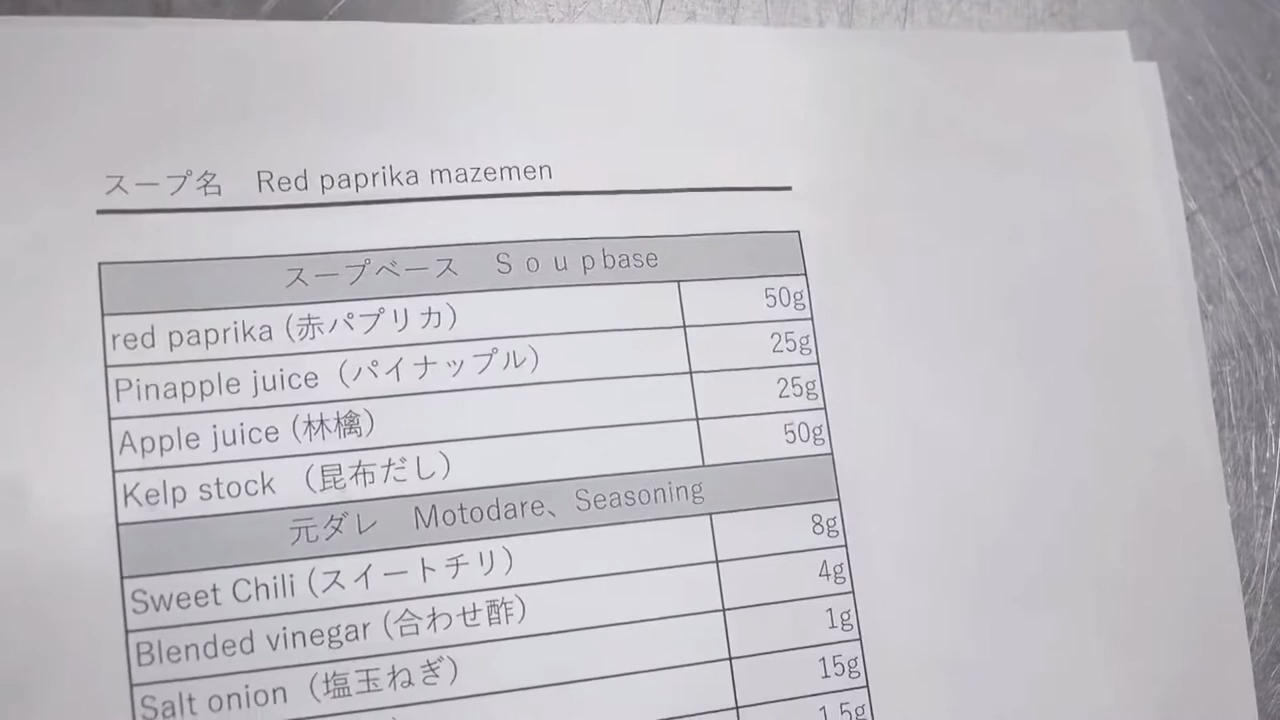 スープ名 Red paprika mazemen
スープベース Ｓｏｕｐbase
red paprika (赤パプリカ) 50g
Pinapple juice（パイナップル） 25g
Apple juice (林檎) 25g
Kelp stock （昆布だし） 50g
元ダレ Motodare、Seasoning
Sweet Chili (スイートチリ) 8g
Blended vinegar (合わせ酢) 4g
Salt onion（塩玉ねぎ） 1g
15g
1.5g